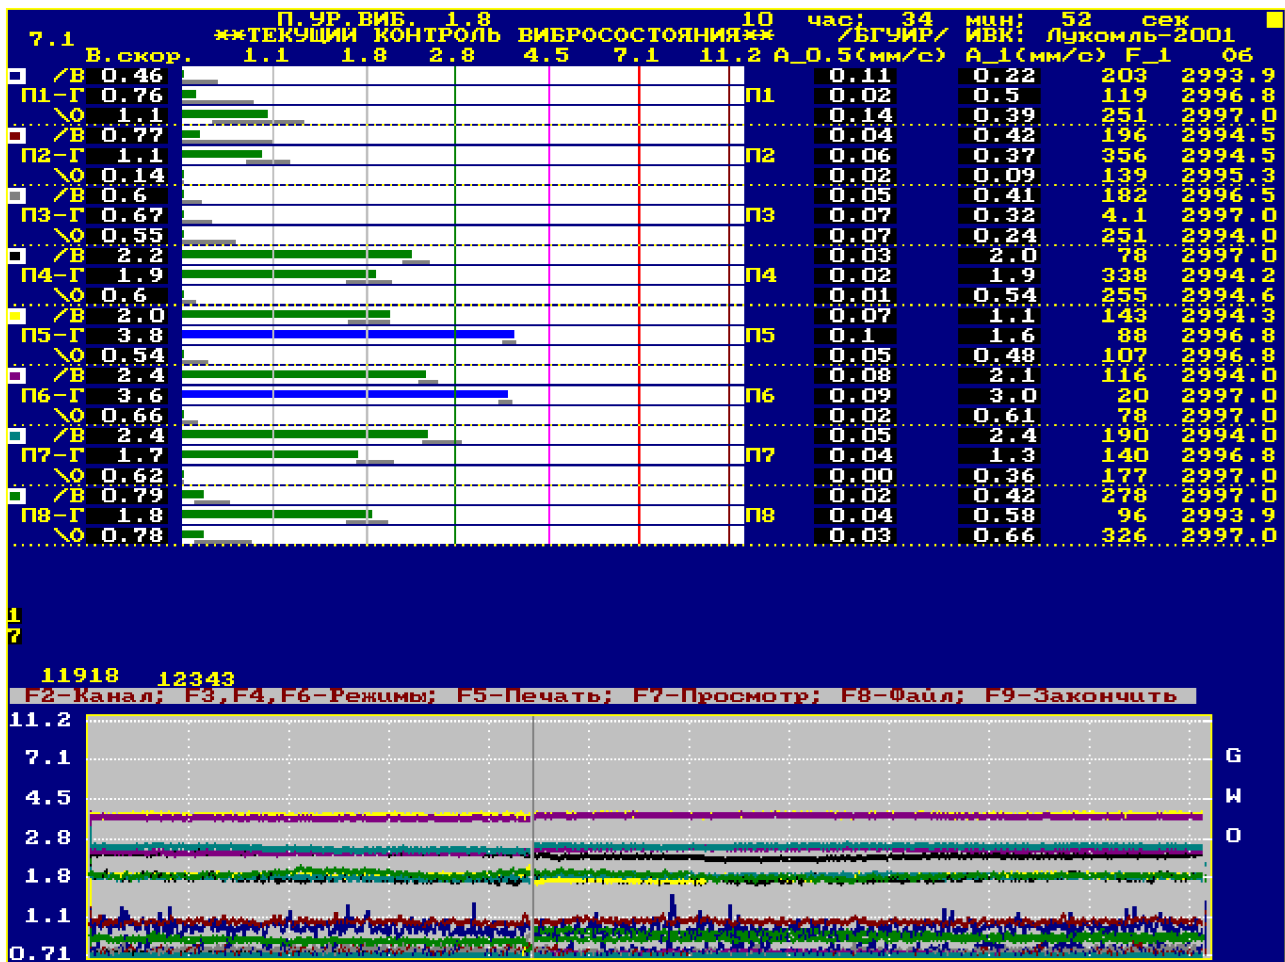 П.УР.ВИБ. 1.8 10 час; 34 мин; 52 сек
7.1 **ТЕКУЩИЙ КОНТРОЛЬ ВИБРОСОСТОЯНИЯ** /БГУИР/ ИВК: Лукомль-2001
В.скор. 1.1 1.8 2.8 4.5 7.1 11.2 А_0.5(мм/с) А_1(мм/с) F_1 Об
/В 0.46 0.11 0.22 203 2993.9
П1-Г 0.76 П1 0.02 0.5 119 2996.8
\О 1.1 0.14 0.39 251 2997.0
/В 0.77 0.04 0.42 196 2994.5
П2-Г 1.1 П2 0.06 0.37 356 2994.5
\О 0.14 0.02 0.09 139 2995.3
/В 0.6 0.05 0.41 182 2996.5
П3-Г 0.67 П3 0.07 0.32 4.1 2997.0
\О 0.55 0.07 0.24 251 2994.0
/В 2.2 0.03 2.0 78 2997.0
П4-Г 1.9 П4 0.02 1.9 338 2994.2
\О 0.6 0.01 0.54 255 2994.6
/В 2.0 0.07 1.1 143 2994.3
П5-Г 3.8 П5 0.1 1.6 88 2996.8
\О 0.54 0.05 0.48 107 2996.8
/В 2.4 0.08 2.1 116 2994.0
П6-Г 3.6 П6 0.09 3.0 20 2997.0
\О 0.66 0.02 0.61 78 2997.0
/В 2.4 0.05 2.4 190 2994.0
П7-Г 1.7 П7 0.04 1.3 140 2996.8
\О 0.62 0.00 0.36 177 2997.0
/В 0.79 0.02 0.42 278 2997.0
П8-Г 1.8 П8 0.04 0.58 96 2993.9
\О 0.78 0.03 0.66 326 2997.0
1
7
11918 12343
F2-Канал; F3,F4,F6-Режимы; F5-Печать; F7-Просмотр; F8-Файл; F9-Закончить
11.2
7.1 G
4.5 W
2.8 O
1.8
1.1
0.71